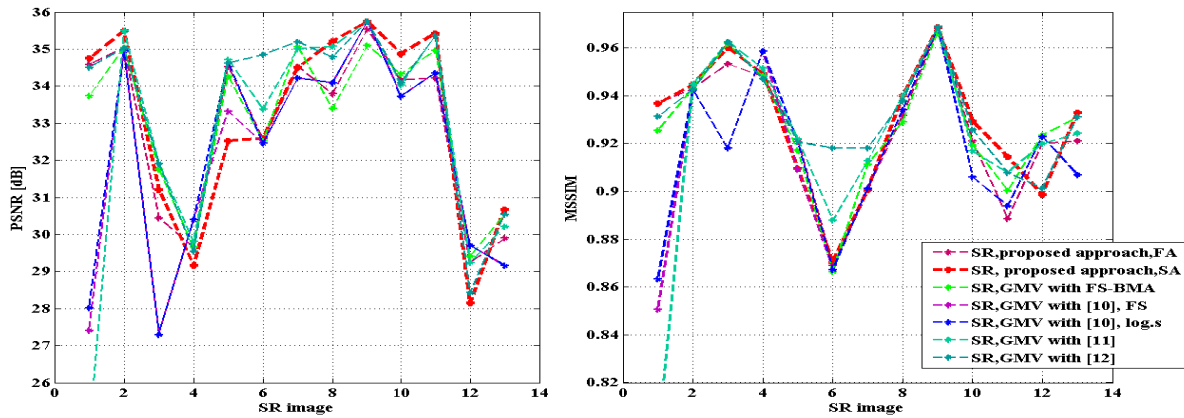 36
35
34
33
32
31
30
29
28
27
26
PSNR [dB]
0 2 4 6 8 10 12 14
SR image
0.96
0.94
0.92
0.9
0.88
0.86
0.84
0.82
MSSIM
0 2 4 6 8 10 12 14
SR image
SR,proposed approach,FA
SR, proposed approach,SA
SR,GMV with FS-BMA
SR,GMV with [10], FS
SR,GMV with [10], log.s
SR,GMV with [11]
SR,GMV with [12]